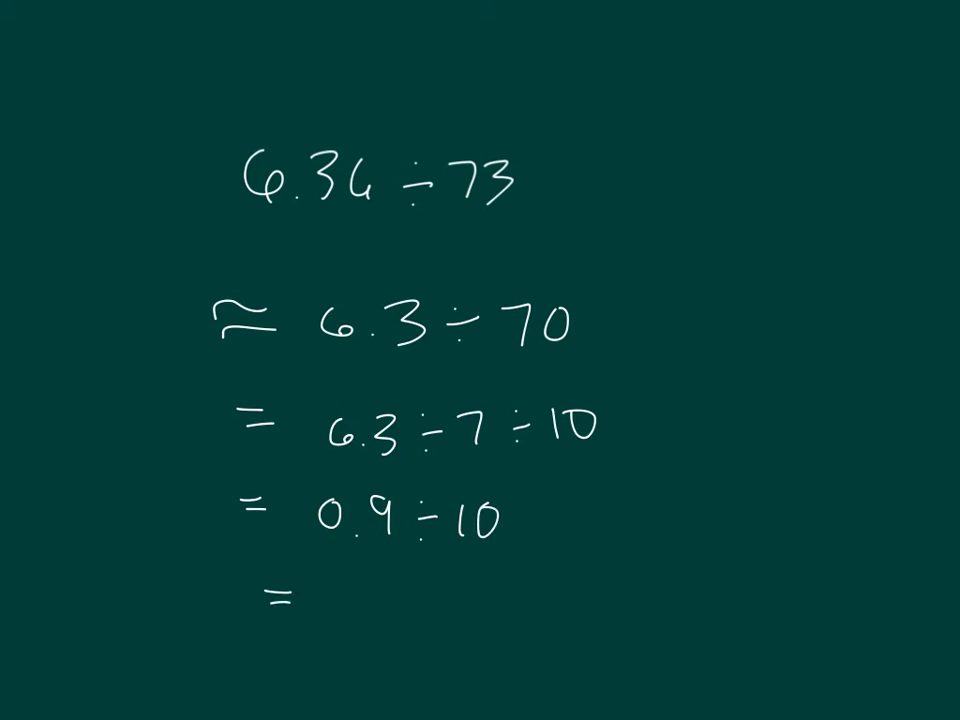 6.36 ÷ 73
≈ 6.3 ÷ 70
= 6.3 ÷ 7 ÷ 10
= 0.9 ÷ 10
=